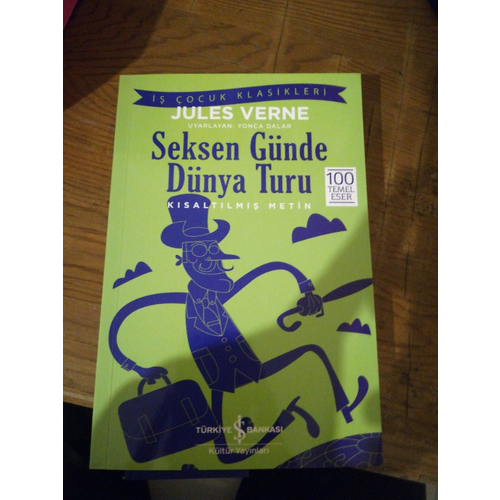 İŞ ÇOCUK KLASİKLERİ
JULES VERNE
UYARLAYAN: YONCA DALAR
Seksen Günde
Dünya Turu
KISALTILMIŞ METİN
100
TEMEL
ESER
TÜRKİYE İŞ BANKASI
Kültür Yayınları